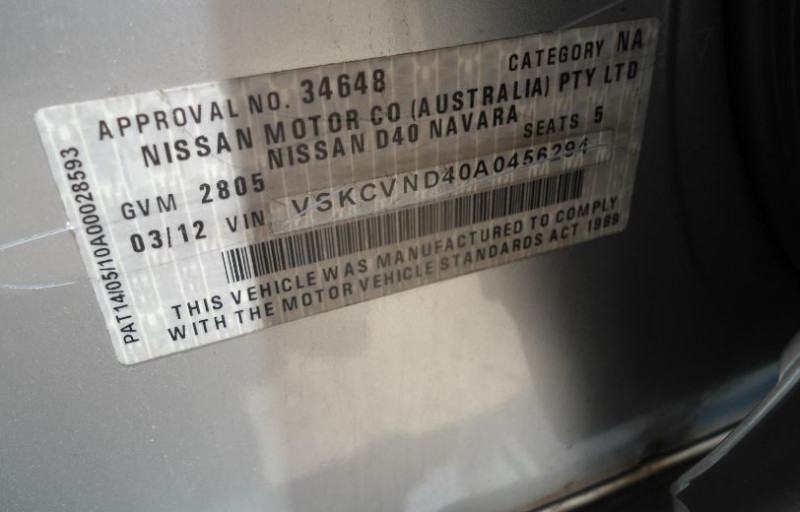 CATEGORY NA
APPROVAL NO. 34648
NISSAN MOTOR CO (AUSTRALIA) PTY LTD
NISSAN D40 NAVARA
SEATS 5
GVM 2805
03/12 VIN VSKCVND40A0456294
THIS VEHICLE WAS MANUFACTURED TO COMPLY
WITH THE MOTOR VEHICLE STANDARDS ACT 1989
PAT14/05/10A00028593